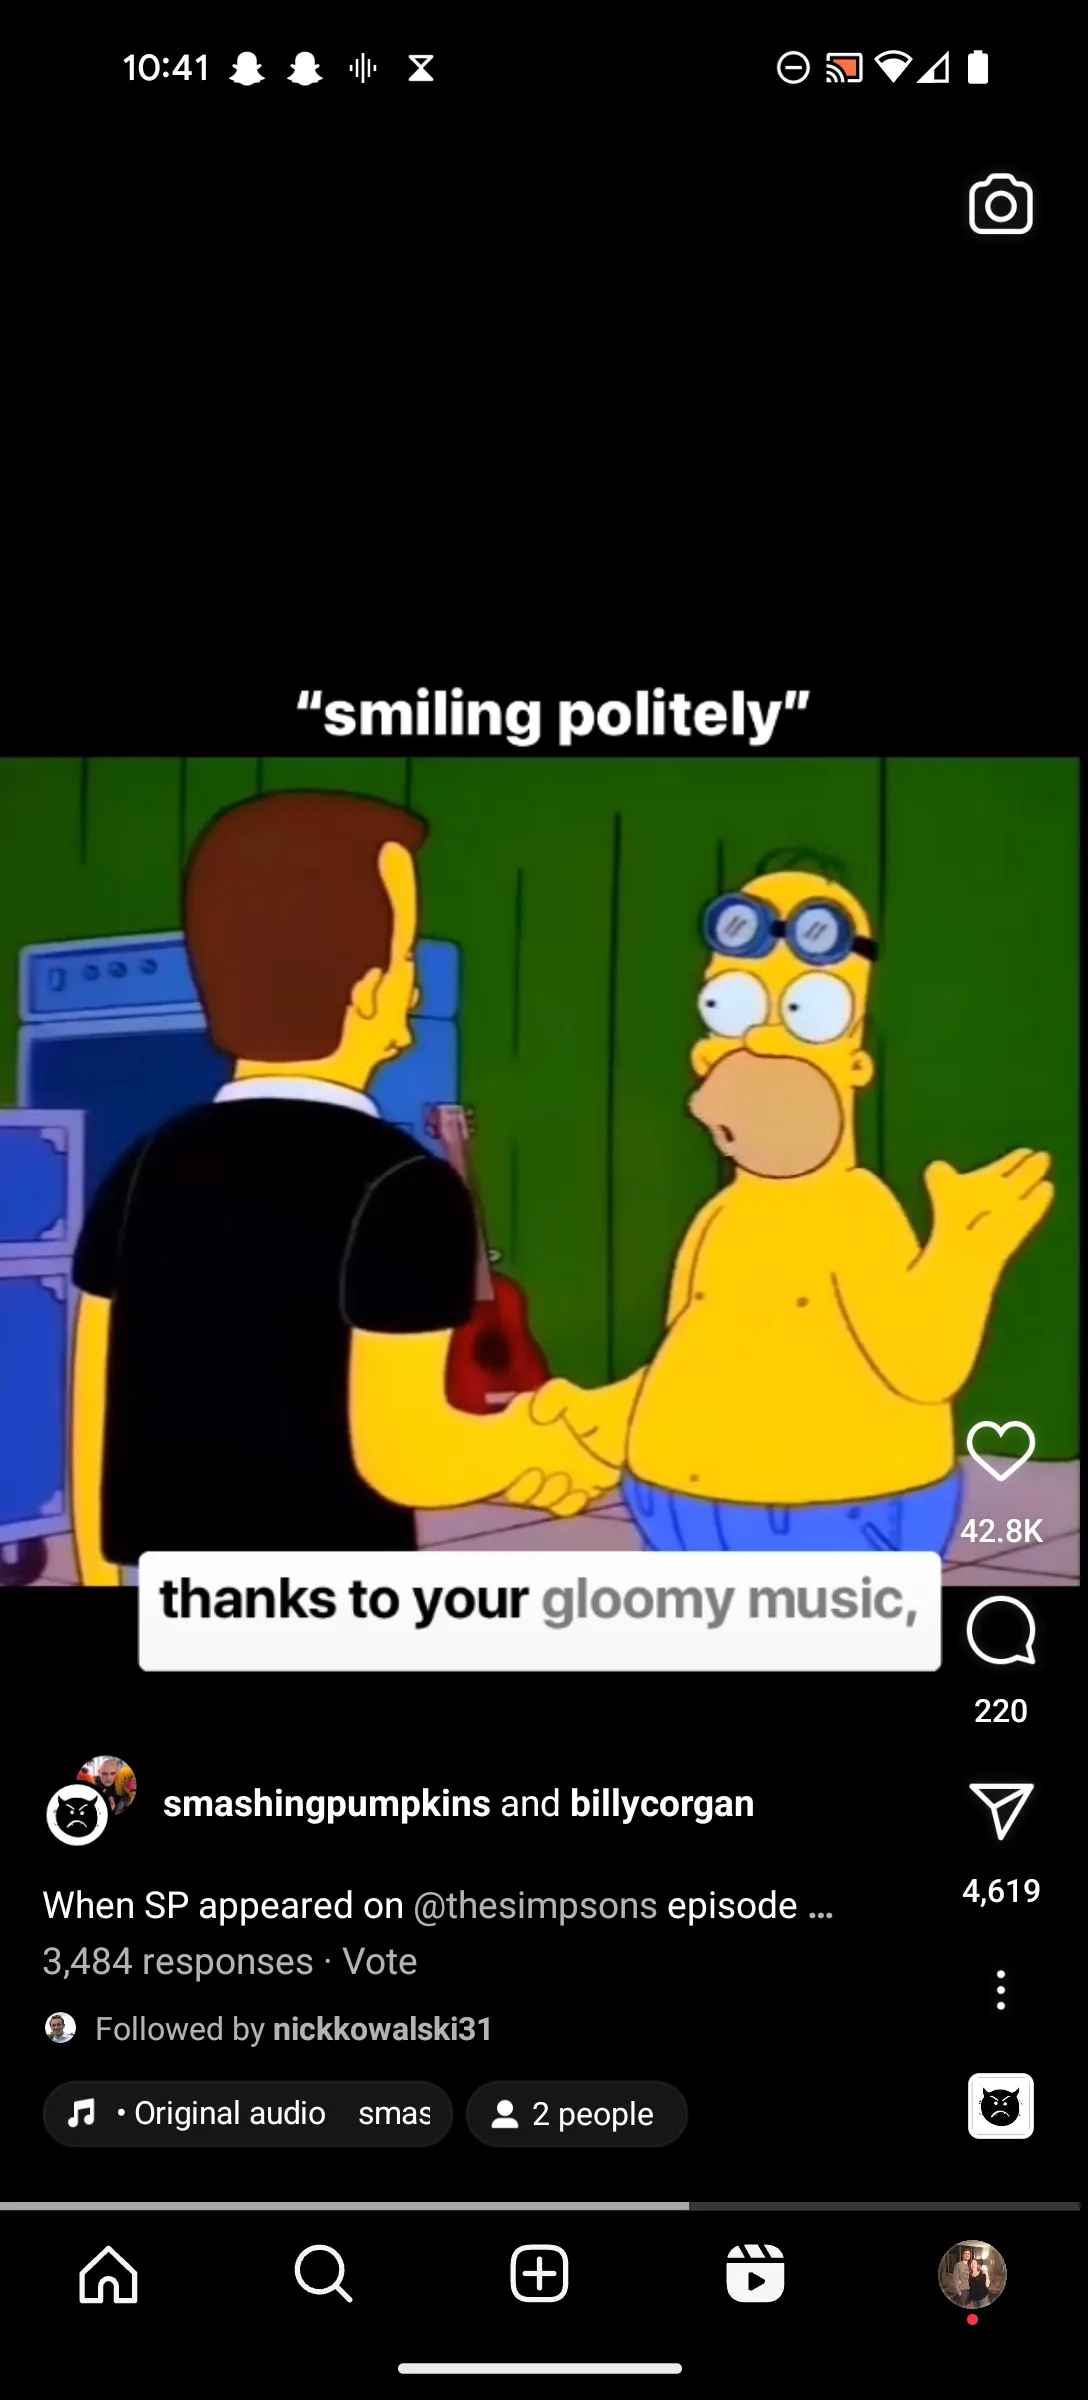 10:41
“smiling politely”
42.8K
thanks to your gloomy music,
220
smashingpumpkins and billycorgan
When SP appeared on @thesimpsons episode ...
4,619
3,484 responses · Vote
Followed by nickkowalski31
• Original audio smas
2 people